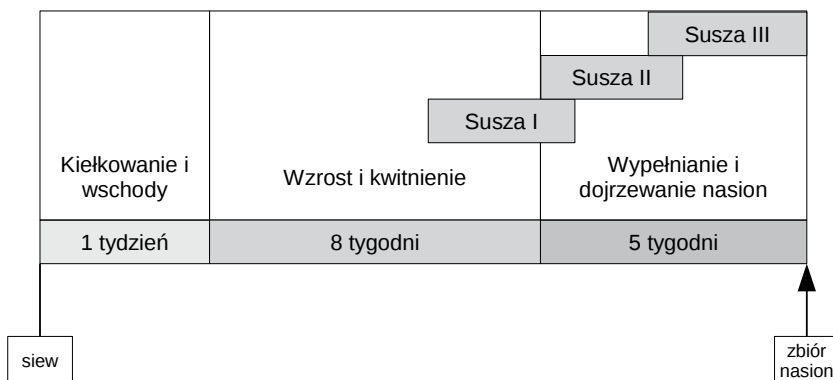 Susza III
Susza II
Susza I
Kiełkowanie i
wschody
Wzrost i kwitnienie
Wypełnianie i
dojrzewanie nasion
1 tydzień
8 tygodni
5 tygodni
siew
zbiór
nasion